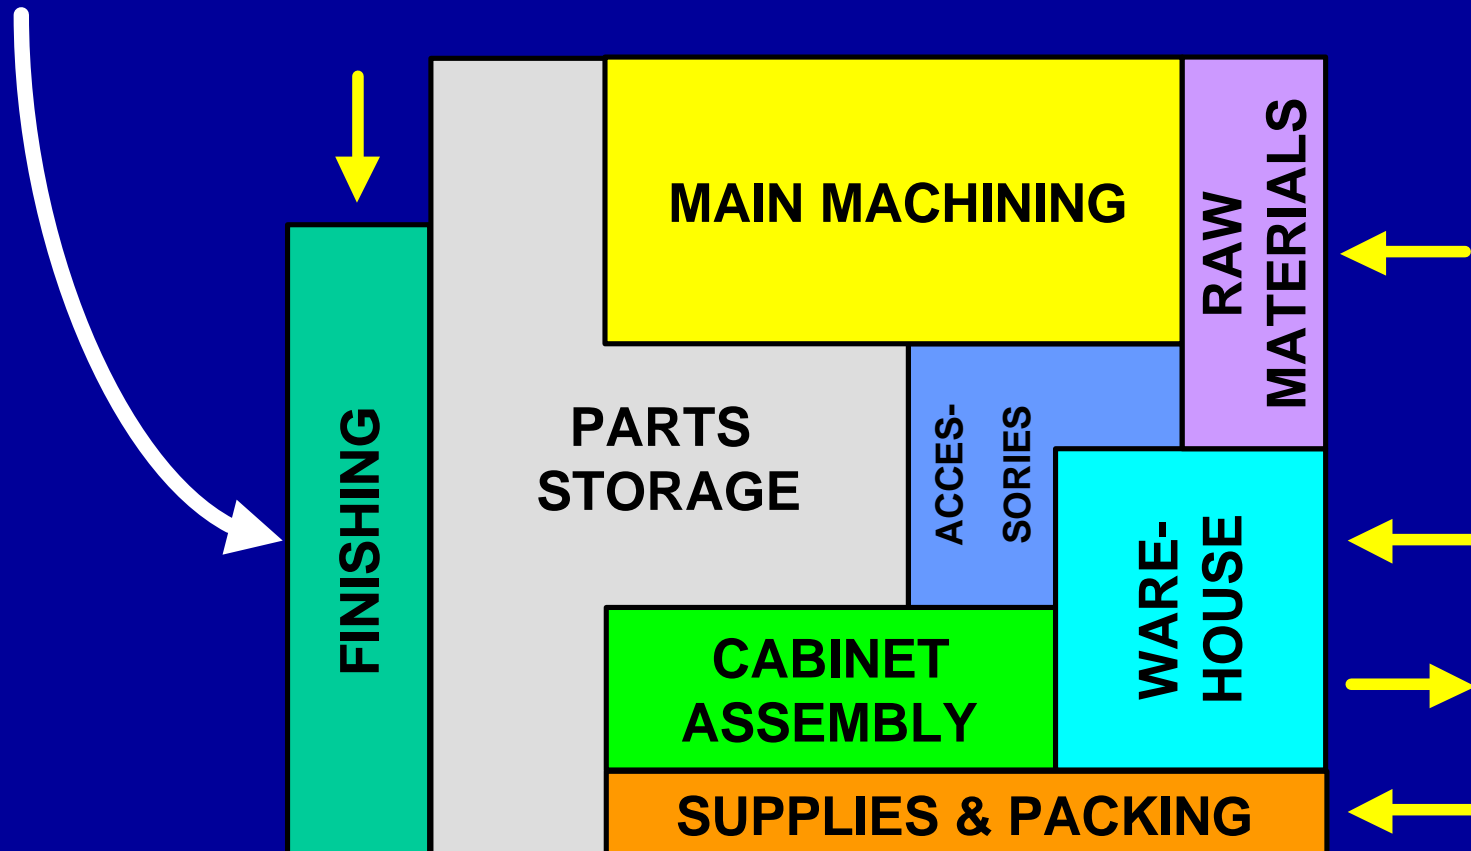 MAIN MACHINING
RAW
MATERIALS
FINISHING
PARTS
STORAGE
ACCES-
SORIES
WARE-
HOUSE
CABINET
ASSEMBLY
SUPPLIES & PACKING